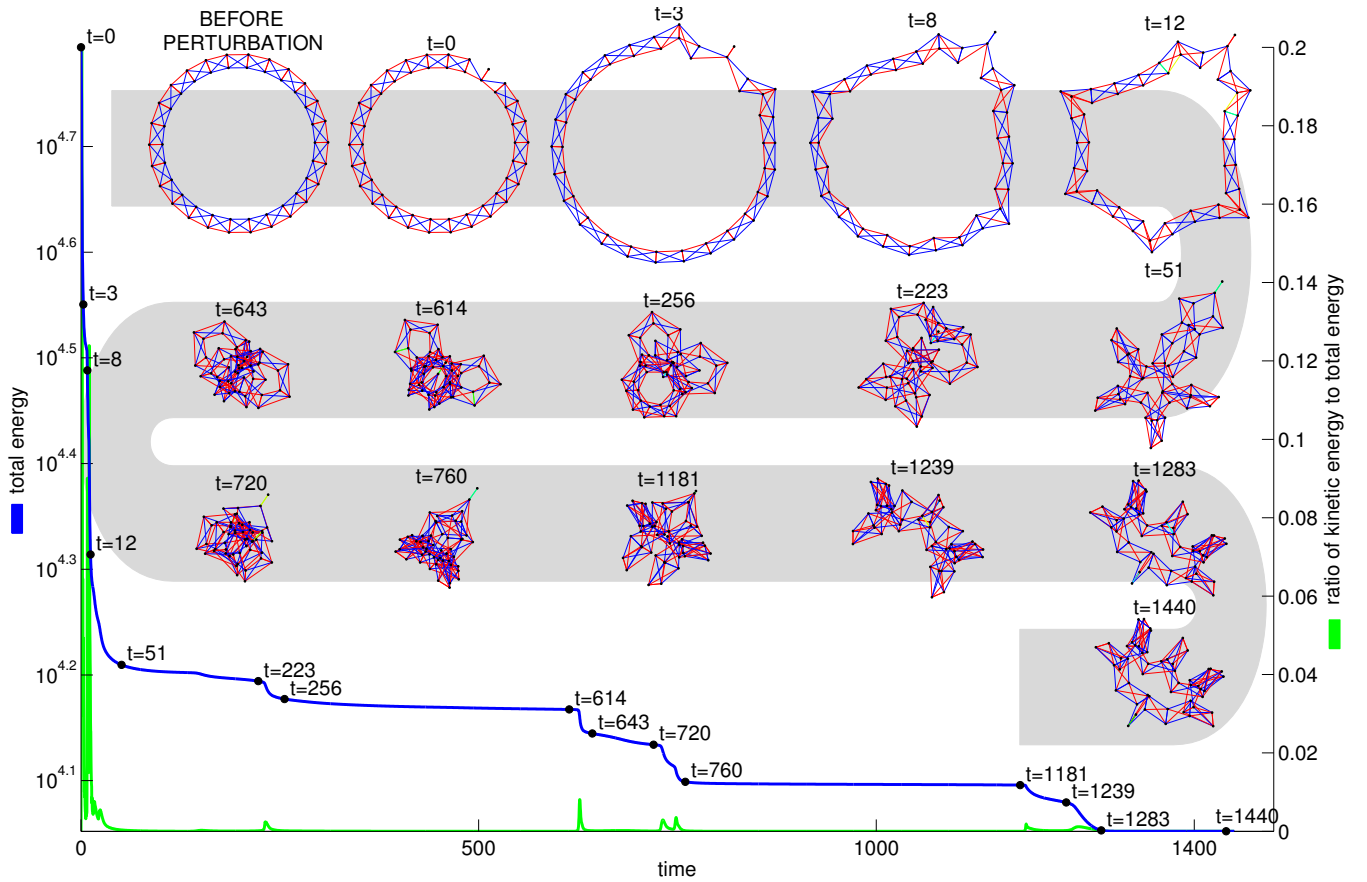 BEFORE
PERTURBATION
t=0
t=3
t=8
t=12
t=51
t=223
t=256
t=614
t=643
t=720
t=760
t=1181
t=1239
t=1283
t=1440
t=0
t=3
t=8
t=12
t=51
t=223
t=256
t=614
t=643
t=720
t=760
t=1181
t=1239
t=1283
t=1440
10^4.7
10^4.6
10^4.5
10^4.4
10^4.3
10^4.2
10^4.1
total energy
0.2
0.18
0.16
0.14
0.12
0.1
0.08
0.06
0.04
0.02
0
ratio of kinetic energy to total energy
0
500
1000
1400
time